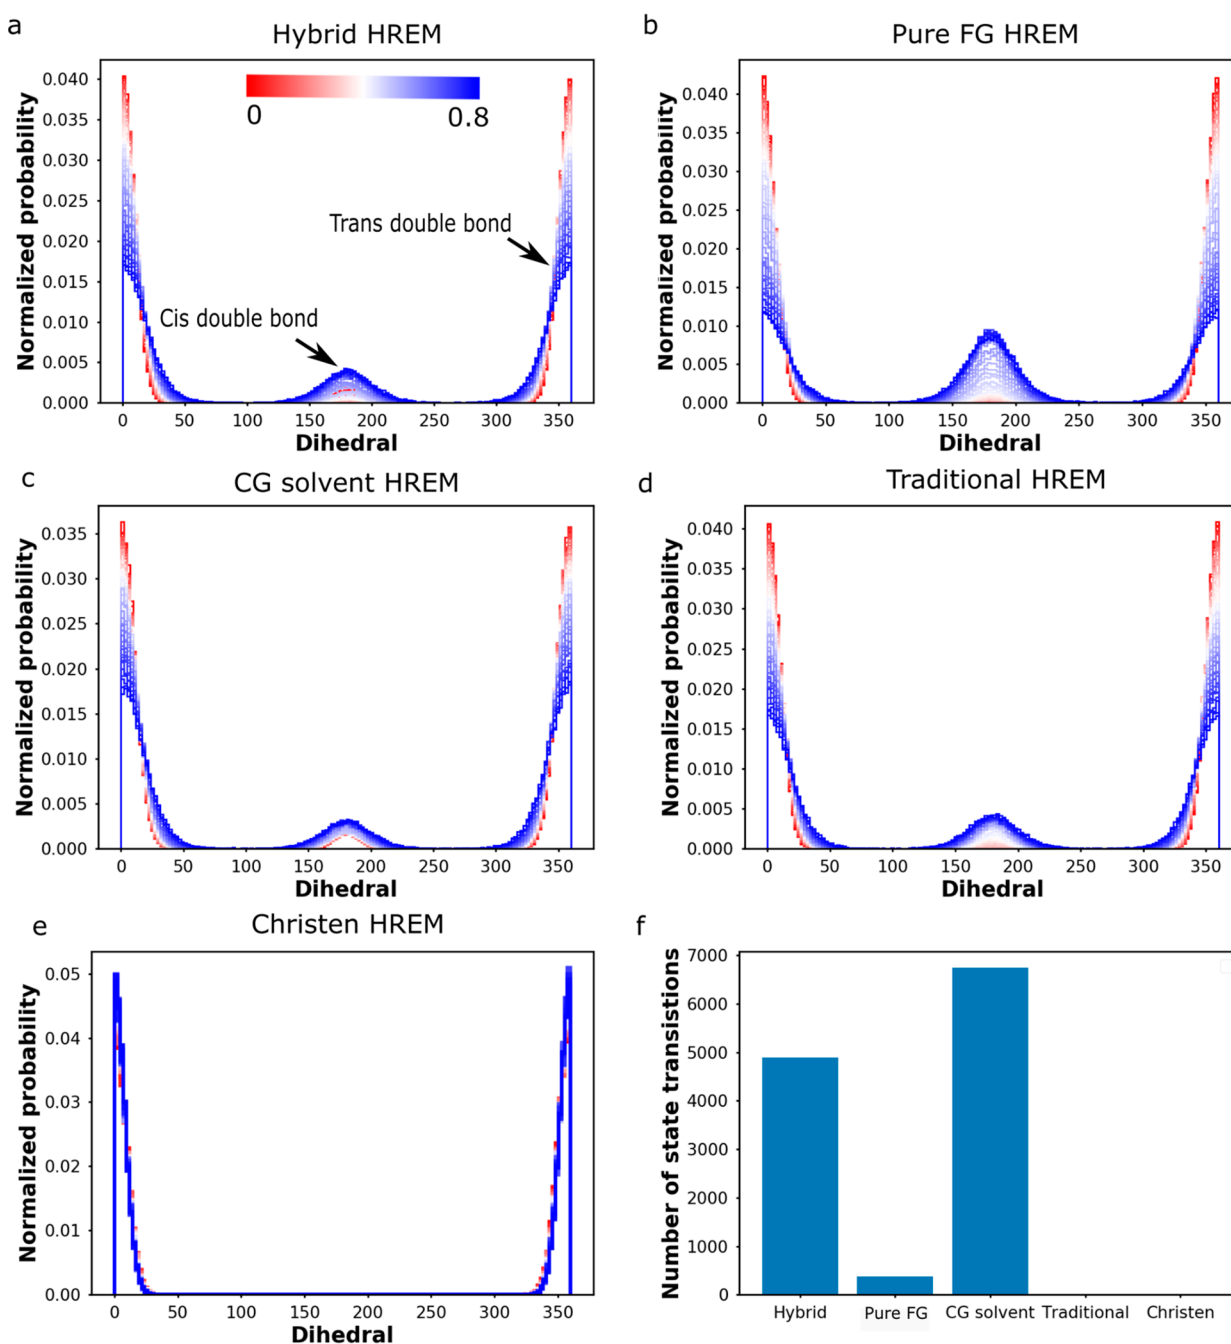 a
Hybrid HREM
Normalized probability
0.040
0.035
0.030
0.025
0.020
0.015
0.010
0.005
0.000
0
0.8
Trans double bond
Cis double bond
0 50 100 150 200 250 300 350
Dihedral
b
Pure FG HREM
Normalized probability
0.040
0.035
0.030
0.025
0.020
0.015
0.010
0.005
0.000
0 50 100 150 200 250 300 350
Dihedral
c
CG solvent HREM
Normalized probability
0.035
0.030
0.025
0.020
0.015
0.010
0.005
0.000
0 50 100 150 200 250 300 350
Dihedral
d
Traditional HREM
Normalized probability
0.040
0.035
0.030
0.025
0.020
0.015
0.010
0.005
0.000
0 50 100 150 200 250 300 350
Dihedral
e
Christen HREM
Normalized probability
0.05
0.04
0.03
0.02
0.01
0.00
0 50 100 150 200 250 300 350
Dihedral
f
Number of state transistions
7000
6000
5000
4000
3000
2000
1000
0
Hybrid Pure FG CG solvent Traditional Christen